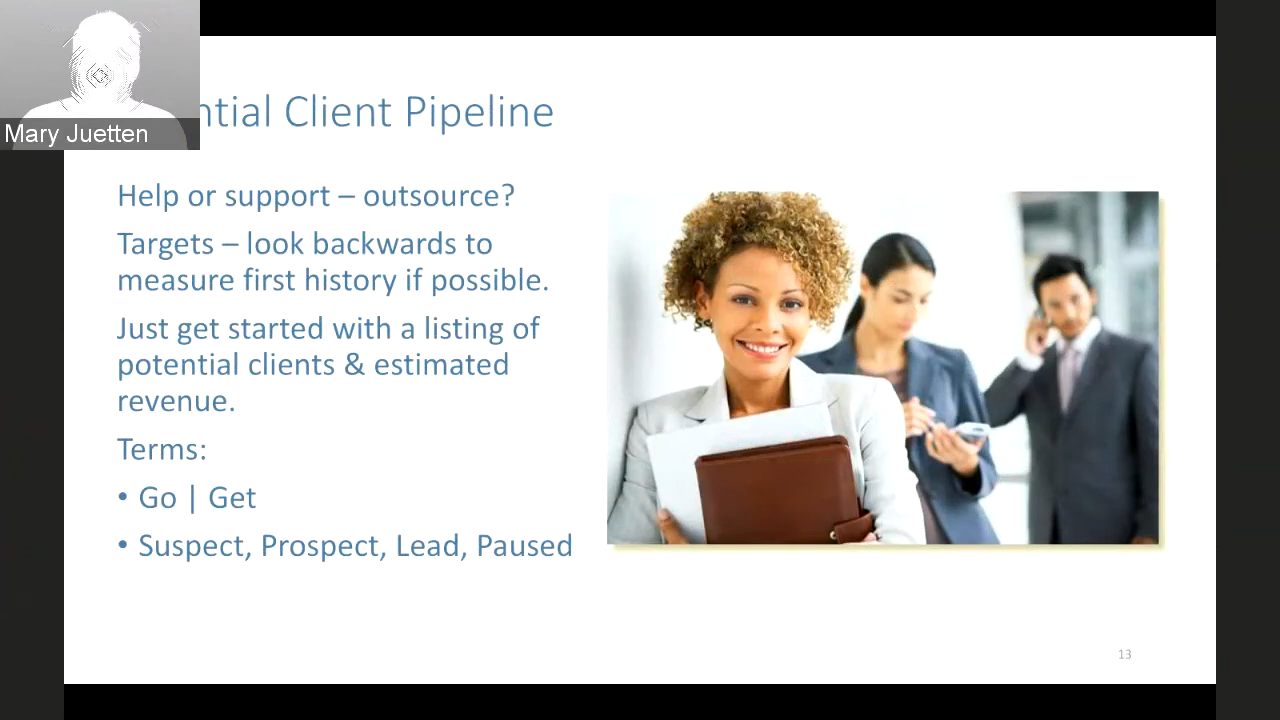 ntial Client Pipeline
Mary Juetten
Help or support – outsource?
Targets – look backwards to
measure first history if possible.
Just get started with a listing of
potential clients & estimated
revenue.
Terms:
• Go | Get
• Suspect, Prospect, Lead, Paused
13